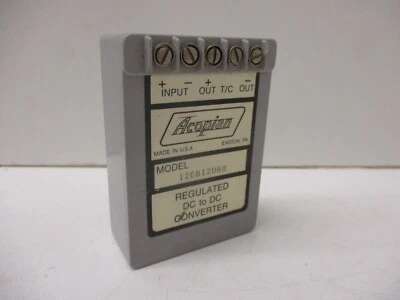 + - + -
INPUT OUT T/C OUT
Acopian
MADE IN U.S.A. EASTON, PA.
MODEL
REGULATED
DC to DC
CONVERTER